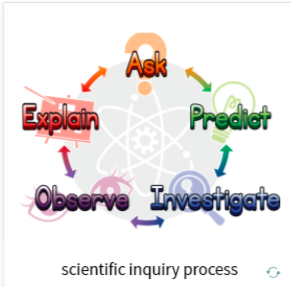 Ask
Explain
Predict
Observe
Investigate
scientific inquiry process